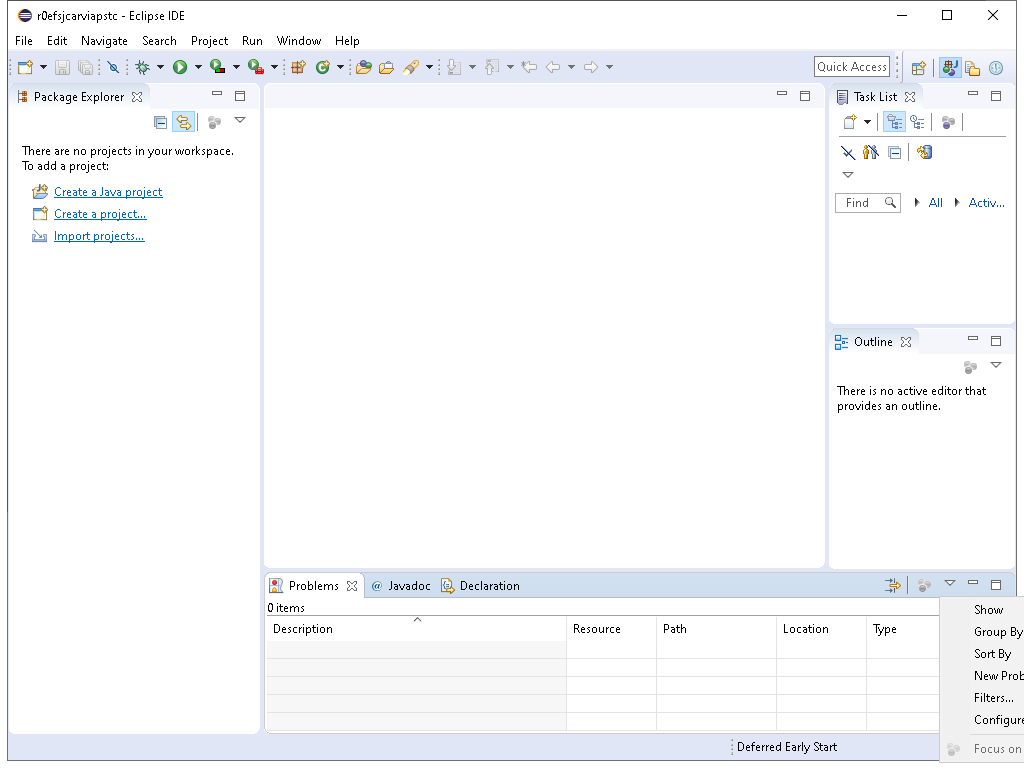 r0efsjcarviapstc - Eclipse IDE
File Edit Navigate Search Project Run Window Help
Quick Access
Package Explorer
There are no projects in your workspace.
To add a project:
Create a Java project
Create a project...
Import projects...
Task List
Find All Activ...
Outline
There is no active editor that
provides an outline.
Problems @ Javadoc Declaration
0 items
Description Resource Path Location Type
Show
Group By
Sort By
New Prob
Filters...
Configure
Focus on
Deferred Early Start